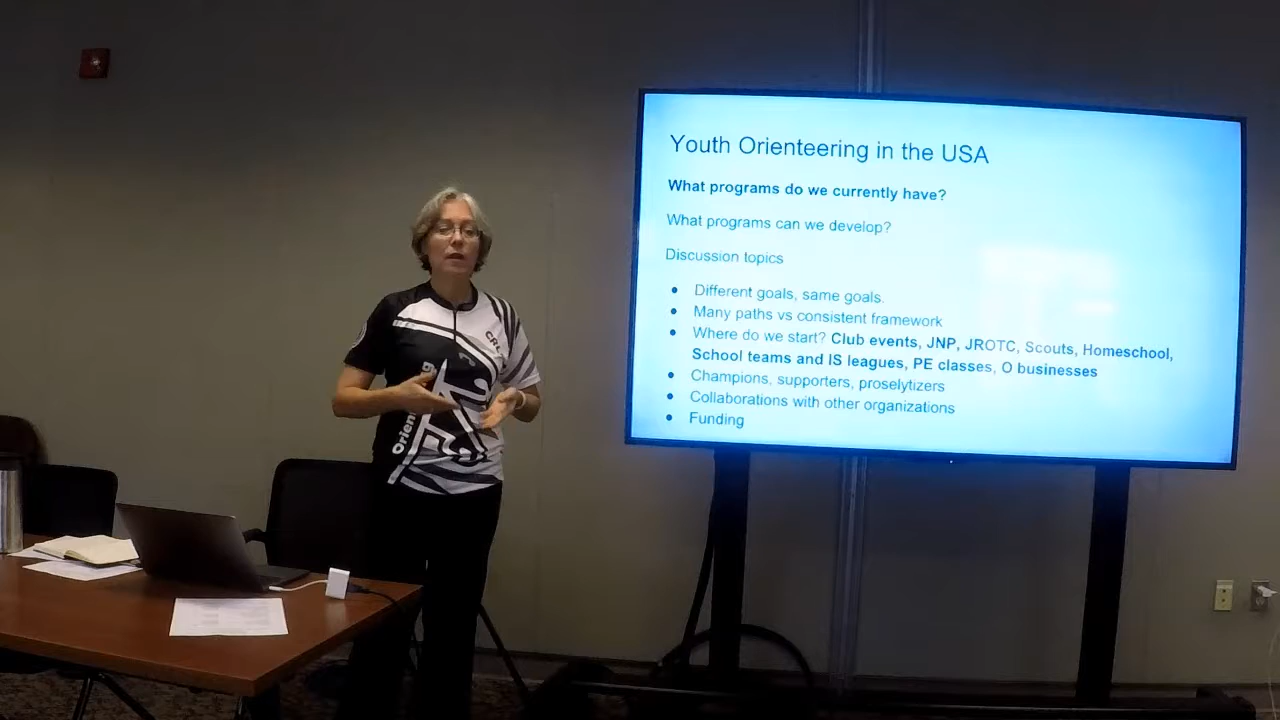 Youth Orienteering in the USA
What programs do we currently have?
What programs can we develop?
Discussion topics
Different goals, same goals.
Many paths vs consistent framework
Where do we start? Club events, JNP, JROTC, Scouts, Homeschool,
School teams and IS leagues, PE classes, O businesses
Champions, supporters, proselytizers
Collaborations with other organizations
Funding